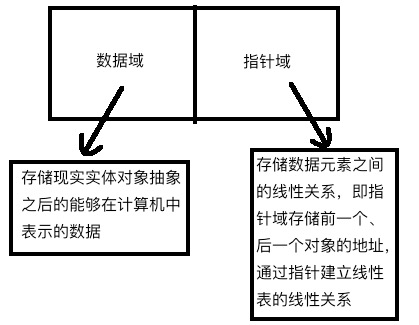 数据域
指针域
存储现实实体对象抽象
之后的能够在计算机中
表示的数据
存储数据元素之间
的线性关系，即指
针域存储前一个、
后一个对象的地址，
通过指针建立线性
表的线性关系